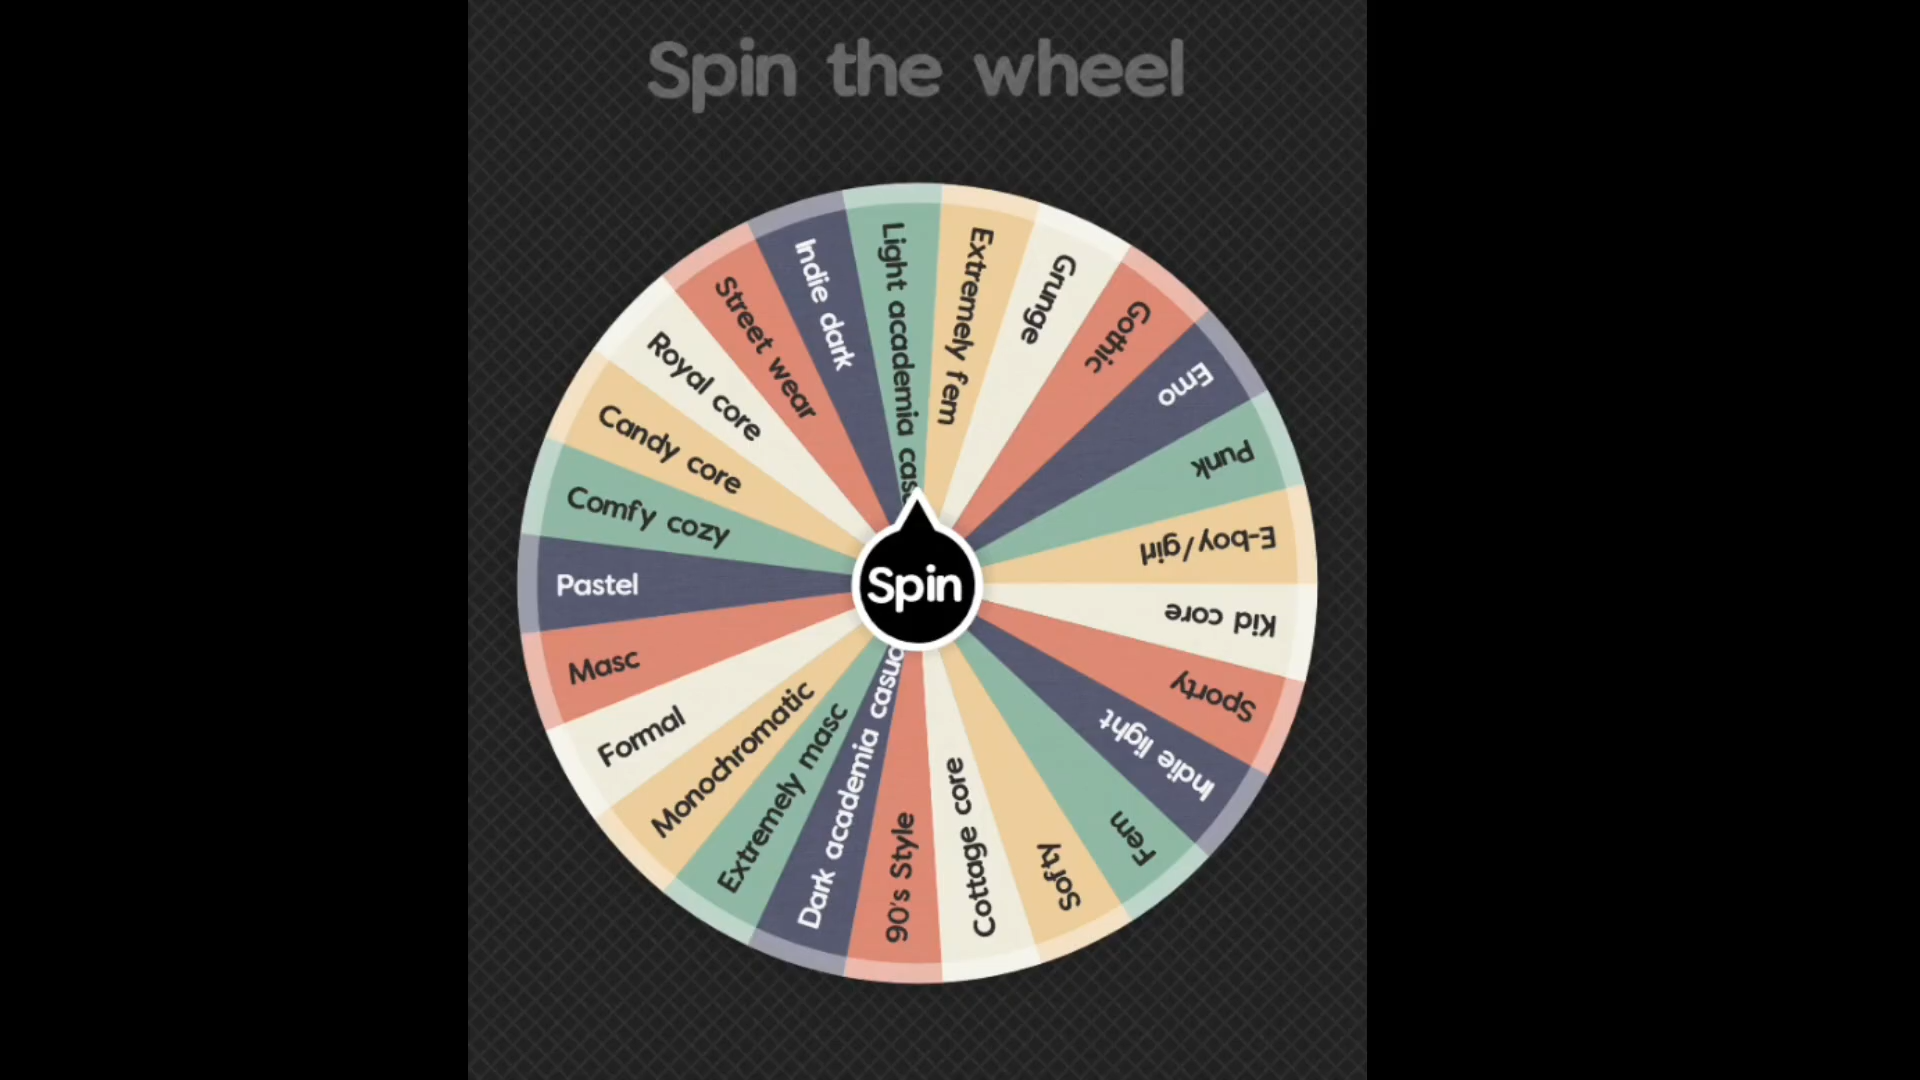 Spin the wheel
Light academia cas
Extremely fem
Grunge
Gothic
Emo
Punk
E-boy/girl
Kid core
Sporty
Indie light
Fem
Softy
Cottage core
90's Style
Dark academia casua
Extremely masc
Monochromatic
Formal
Masc
Pastel
Comfy cozy
Candy core
Royal core
Street wear
Indie dark
Spin